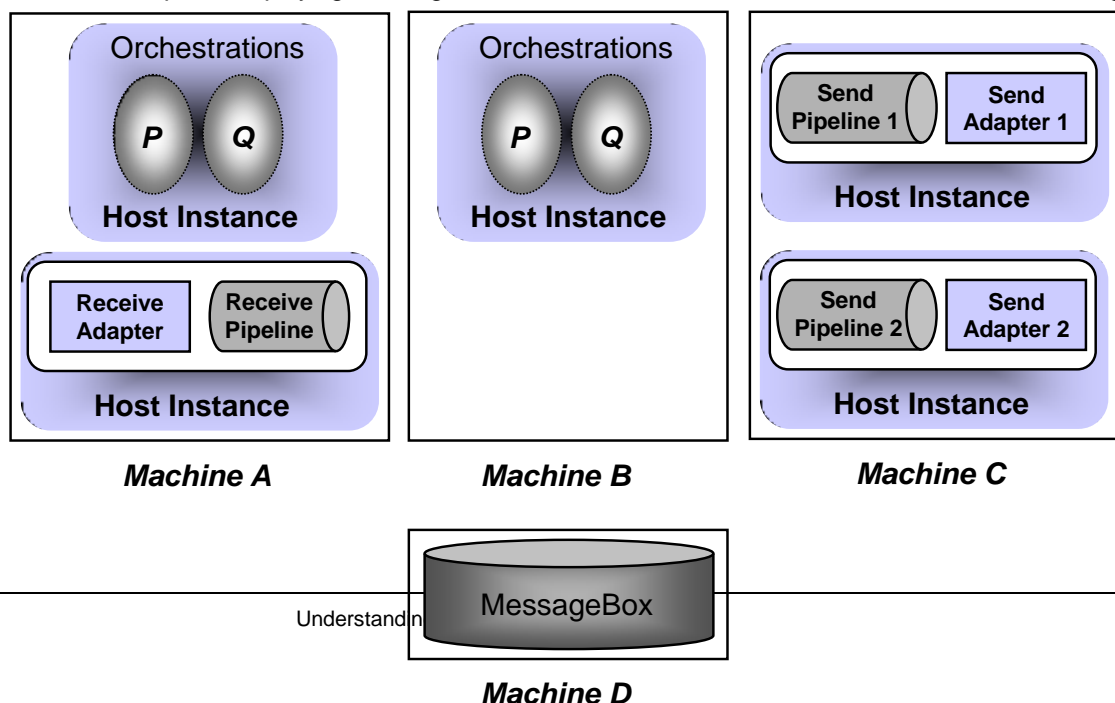 Orchestrations
P Q
Host Instance
Receive
Adapter
Receive
Pipeline
Host Instance
Machine A
Orchestrations
P Q
Host Instance
Machine B
Send
Pipeline 1
Send
Adapter 1
Host Instance
Send
Pipeline 2
Send
Adapter 2
Host Instance
Machine C
MessageBox
Understandin
Machine D